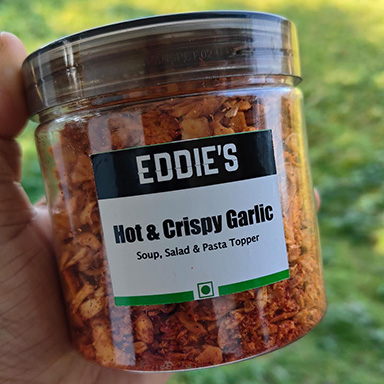 EDDIE'S
Hot & Crispy Garlic
Soup, Salad & Pasta Topper